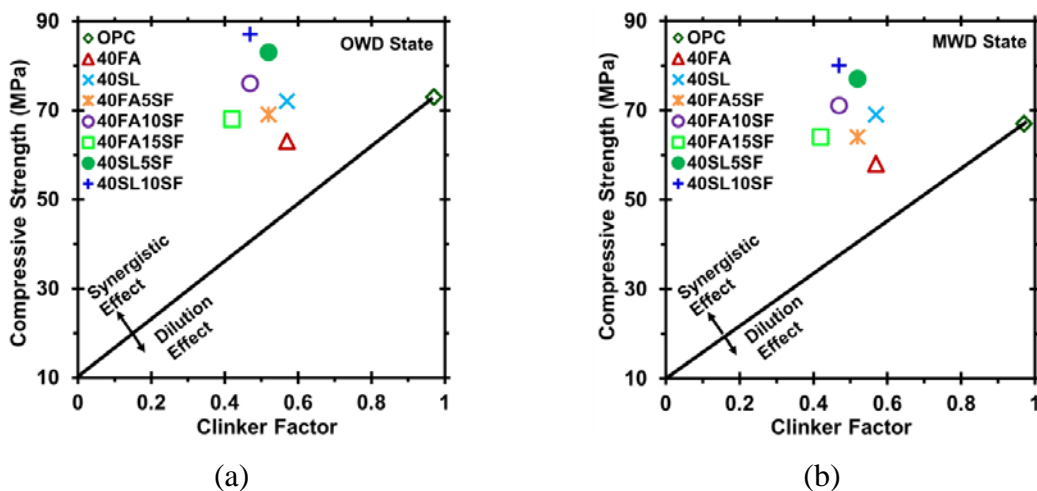 90
70
50
30
10
Compressive Strength (MPa)
OWD State
OPC
40FA
40SL
40FA5SF
40FA10SF
40FA15SF
40SL5SF
40SL10SF
Synergistic
Effect
Dilution
Effect
0
0.2
0.4
0.6
0.8
1
Clinker Factor
(a)
90
70
50
30
10
Compressive Strength (MPa)
MWD State
OPC
40FA
40SL
40FA5SF
40FA10SF
40FA15SF
40SL5SF
40SL10SF
Synergistic
Effect
Dilution
Effect
0
0.2
0.4
0.6
0.8
1
Clinker Factor
(b)